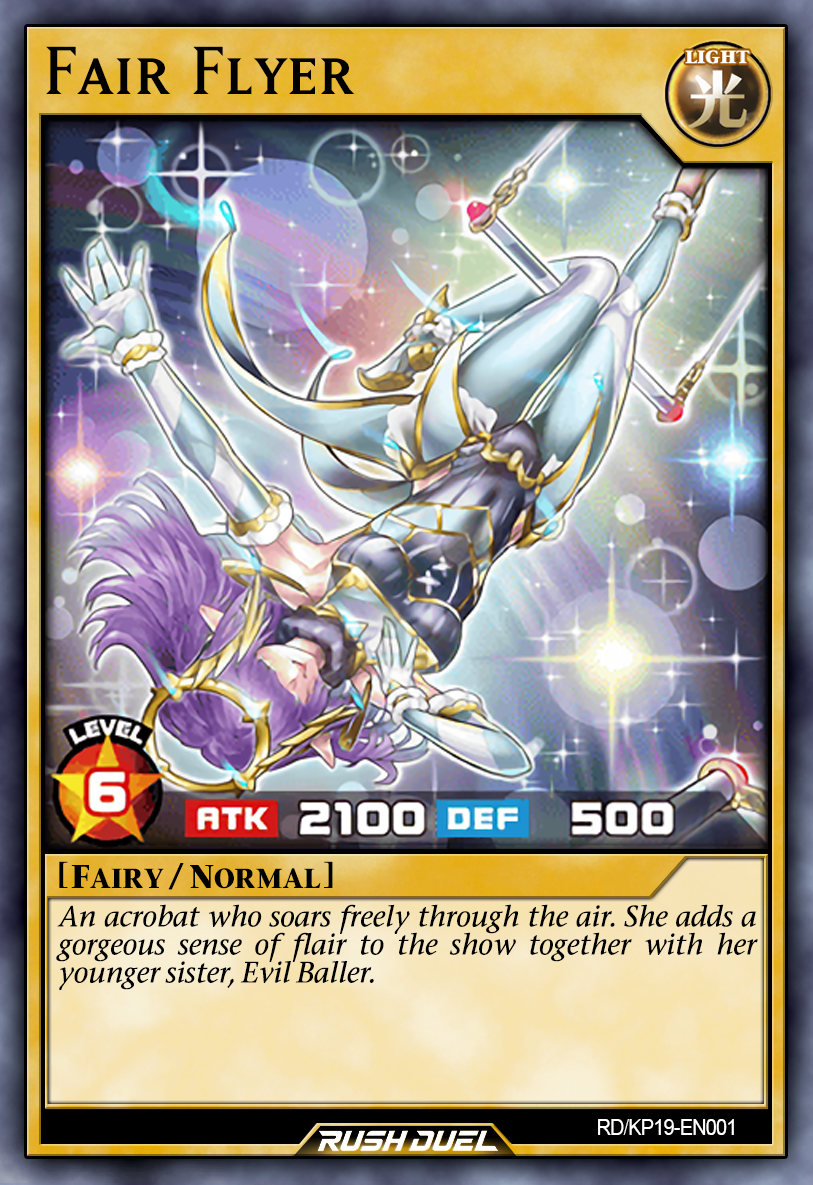 Fair Flyer
LIGHT
光
LEVEL
6
ATK 2100 DEF 500
[Fairy / Normal]
An acrobat who soars freely through the air. She adds a
gorgeous sense of flair to the show together with her
younger sister, Evil Baller.
RD/KP19-EN001
RUSH DUEL